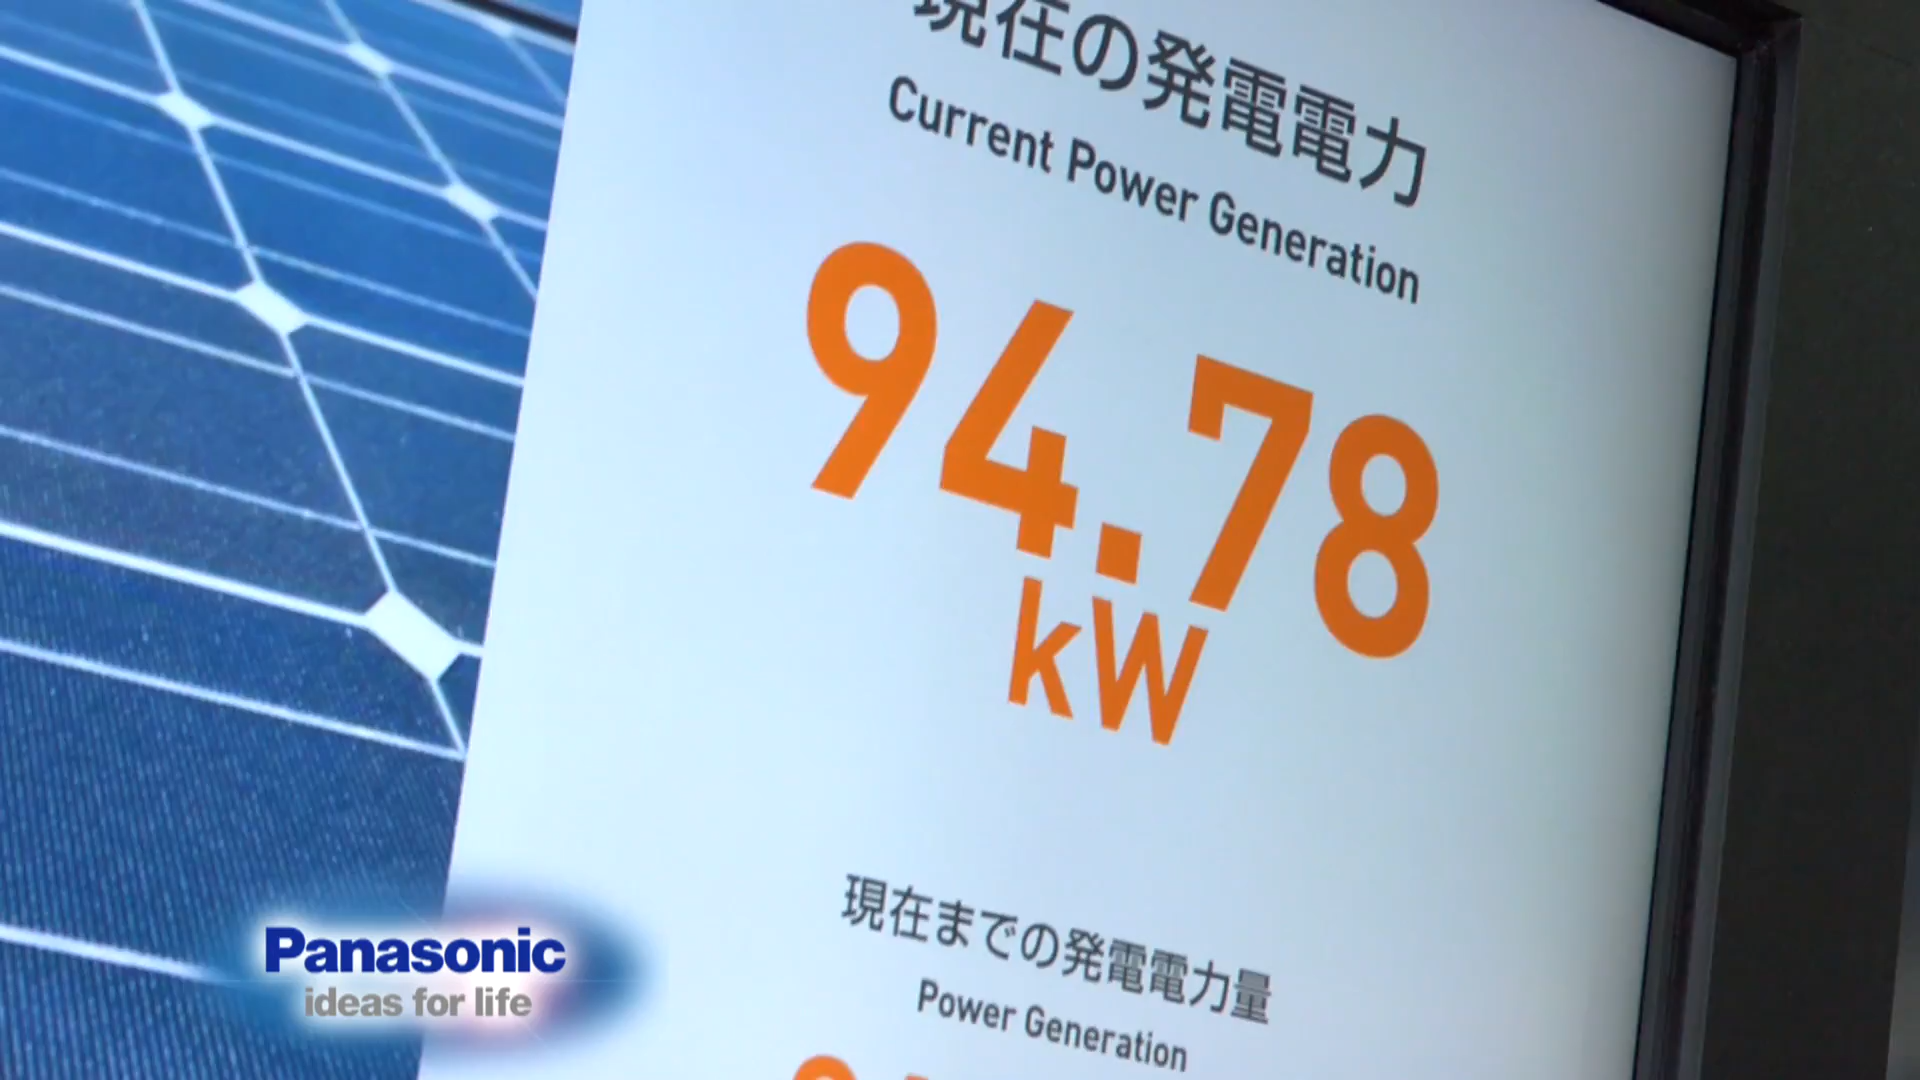 現在の発電電力
Current Power Generation
94.78
kW
現在までの発電電力量
Power Generation
Panasonic
ideas for life